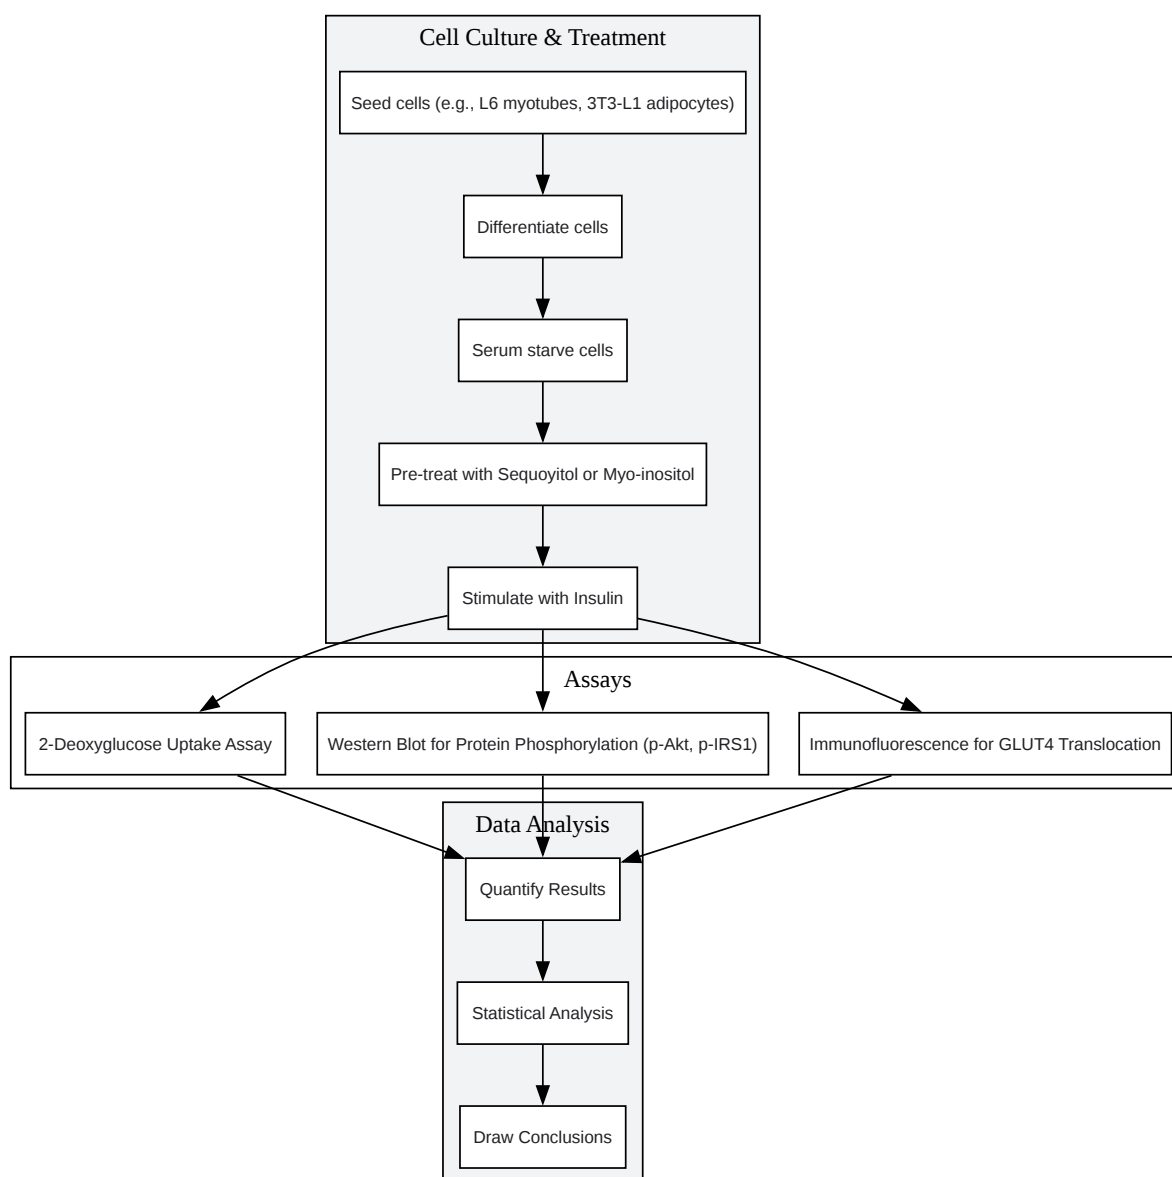 Cell Culture & Treatment
Seed cells (e.g., L6 myotubes, 3T3-L1 adipocytes)
Differentiate cells
Serum starve cells
Pre-treat with Sequoyitol or Myo-inositol
Stimulate with Insulin
Assays
2-Deoxyglucose Uptake Assay
Western Blot for Protein Phosphorylation (p-Akt, p-IRS1)
Immunofluorescence for GLUT4 Translocation
Data Analysis
Quantify Results
Statistical Analysis
Draw Conclusions